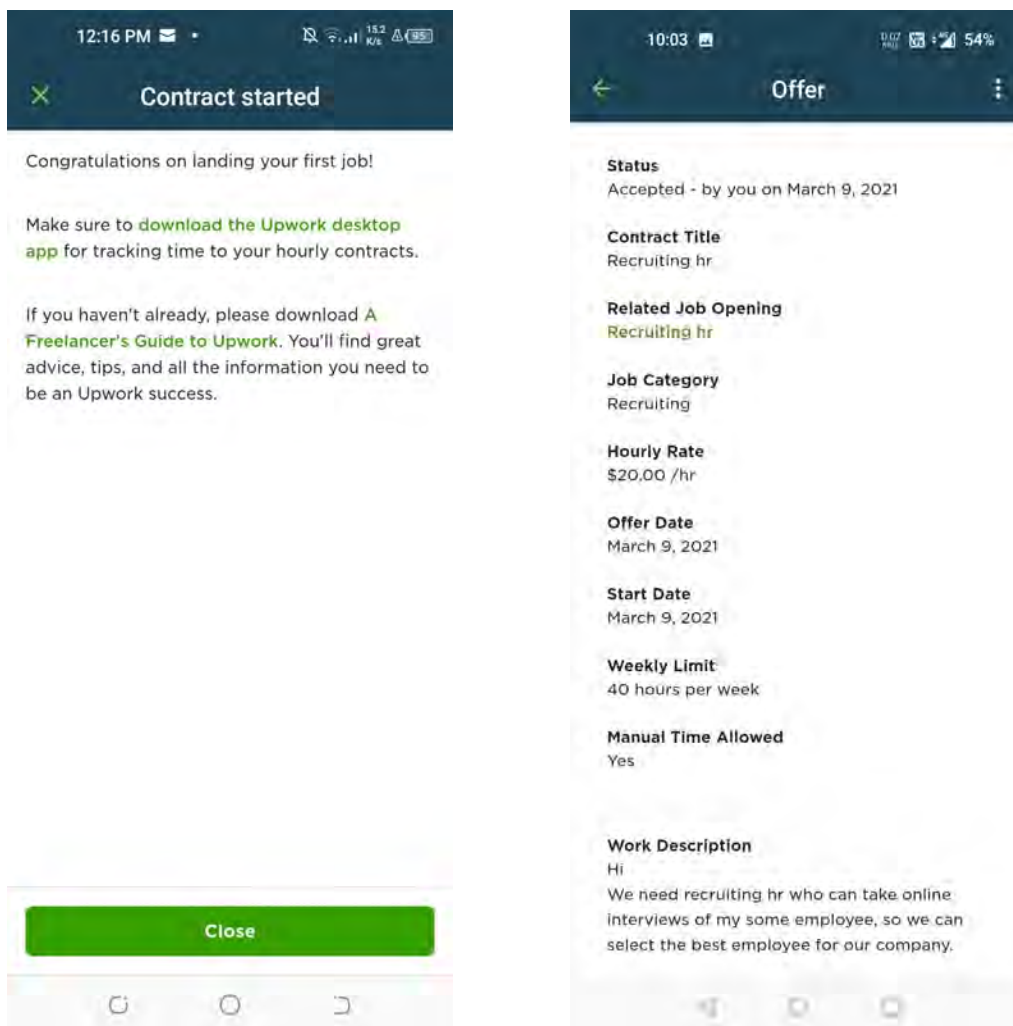 12:16 PM
15.2
K/s
95
Contract started
Congratulations on landing your first job!
Make sure to download the Upwork desktop
app for tracking time to your hourly contracts.
If you haven't already, please download A
Freelancer's Guide to Upwork. You'll find great
advice, tips, and all the information you need to
be an Upwork success.
Close
10:03
54%
Offer
Status
Accepted - by you on March 9, 2021
Contract Title
Recruiting hr
Related Job Opening
Recruiting hr
Job Category
Recruiting
Hourly Rate
$20.00 /hr
Offer Date
March 9, 2021
Start Date
March 9, 2021
Weekly Limit
40 hours per week
Manual Time Allowed
Yes
Work Description
Hi
We need recruiting hr who can take online
interviews of my some employee, so we can
select the best employee for our company.